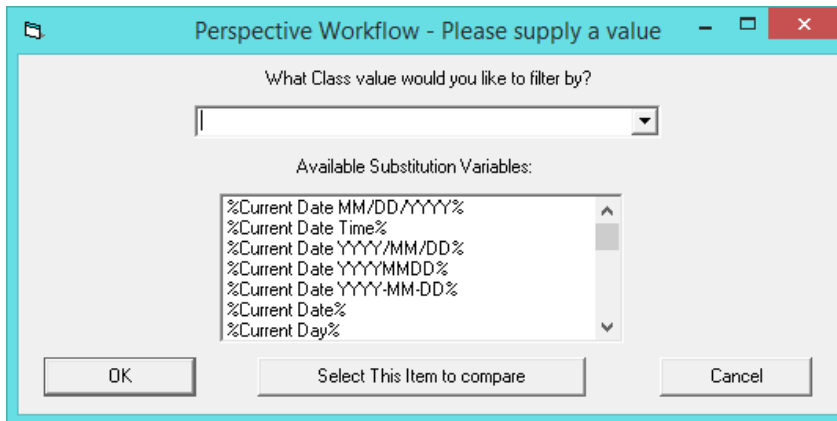 Perspective Workflow - Please supply a value
What Class value would you like to filter by?
Available Substitution Variables:
%Current Date MM/DD/YYYY%
%Current Date Time%
%Current Date YYYY/MM/DD%
%Current Date YYYYMMDD%
%Current Date YYYY-MM-DD%
%Current Date%
%Current Day%
OK
Select This Item to compare
Cancel